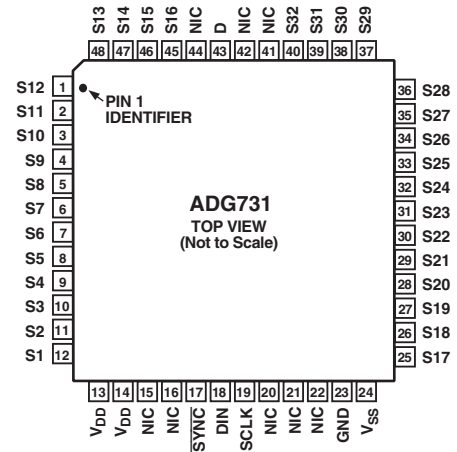 S13 S14 S15 S16 NIC D NIC NIC S32 S31 S30 S29
48 47 46 45 44 43 42 41 40 39 38 37
S12 1
S11 2
S10 3
S9 4
S8 5
S7 6
S6 7
S5 8
S4 9
S3 10
S2 11
S1 12
PIN 1
IDENTIFIER
ADG731
TOP VIEW
(Not to Scale)
36 S28
35 S27
34 S26
33 S25
32 S24
31 S23
30 S22
29 S21
28 S20
27 S19
26 S18
25 S17
13 14 15 16 17 18 19 20 21 22 23 24
VDD VDD NIC NIC SYNC DIN SCLK NIC NIC NIC GND VSS